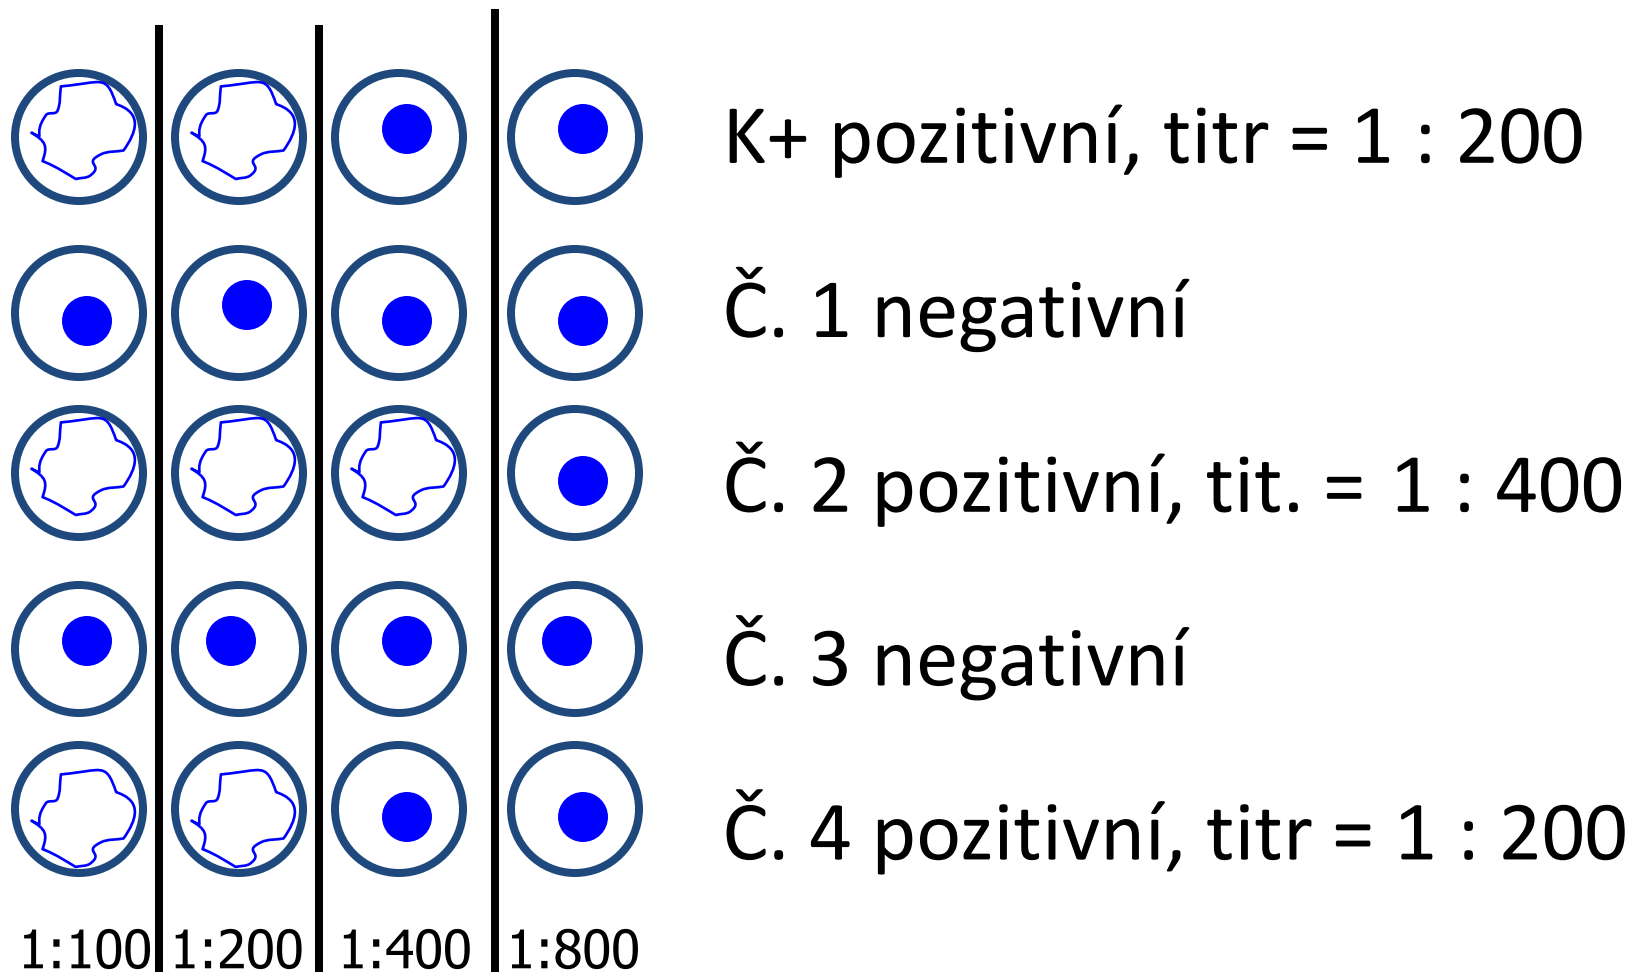 K+ pozitivní, titr = 1 : 200
Č. 1 negativní
Č. 2 pozitivní, tit. = 1 : 400
Č. 3 negativní
Č. 4 pozitivní, titr = 1 : 200
1:100 1:200 1:400 1:800